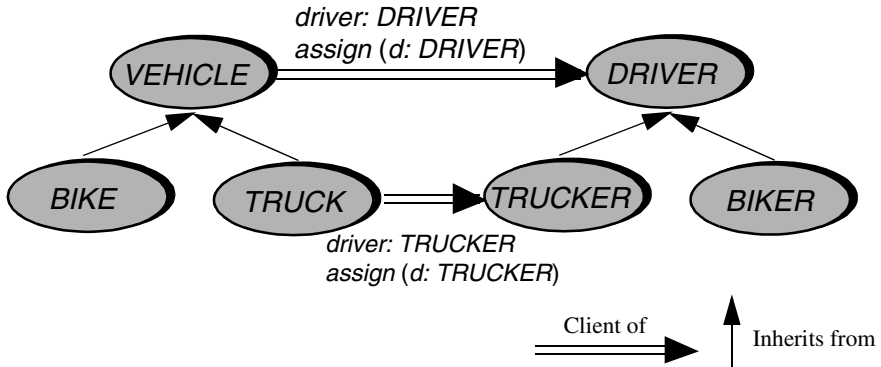 driver: DRIVER
assign (d: DRIVER)
VEHICLE
DRIVER
BIKE
TRUCK
TRUCKER
BIKER
driver: TRUCKER
assign (d: TRUCKER)
Client of
Inherits from